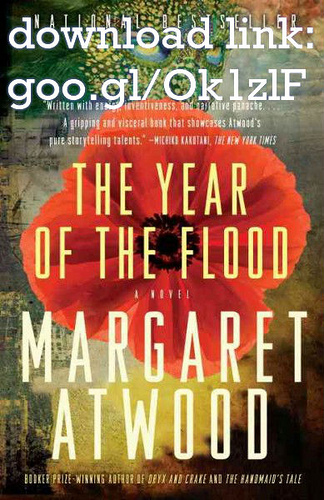 NATIONAL BESTSELLER
download link:
goo.gl/Ok1zlF
"Written with energy, inventiveness, and narrative panache. . . .
A gripping and visceral book that showcases Atwood's
pure storytelling talents." —MICHIKO KAKUTANI, THE NEW YORK TIMES
THE YEAR
OF THE FLOOD
A NOVEL
MARGARET
ATWOOD
BOOKER PRIZE-WINNING AUTHOR OF ORYX AND CRAKE AND THE HANDMAID'S TALE